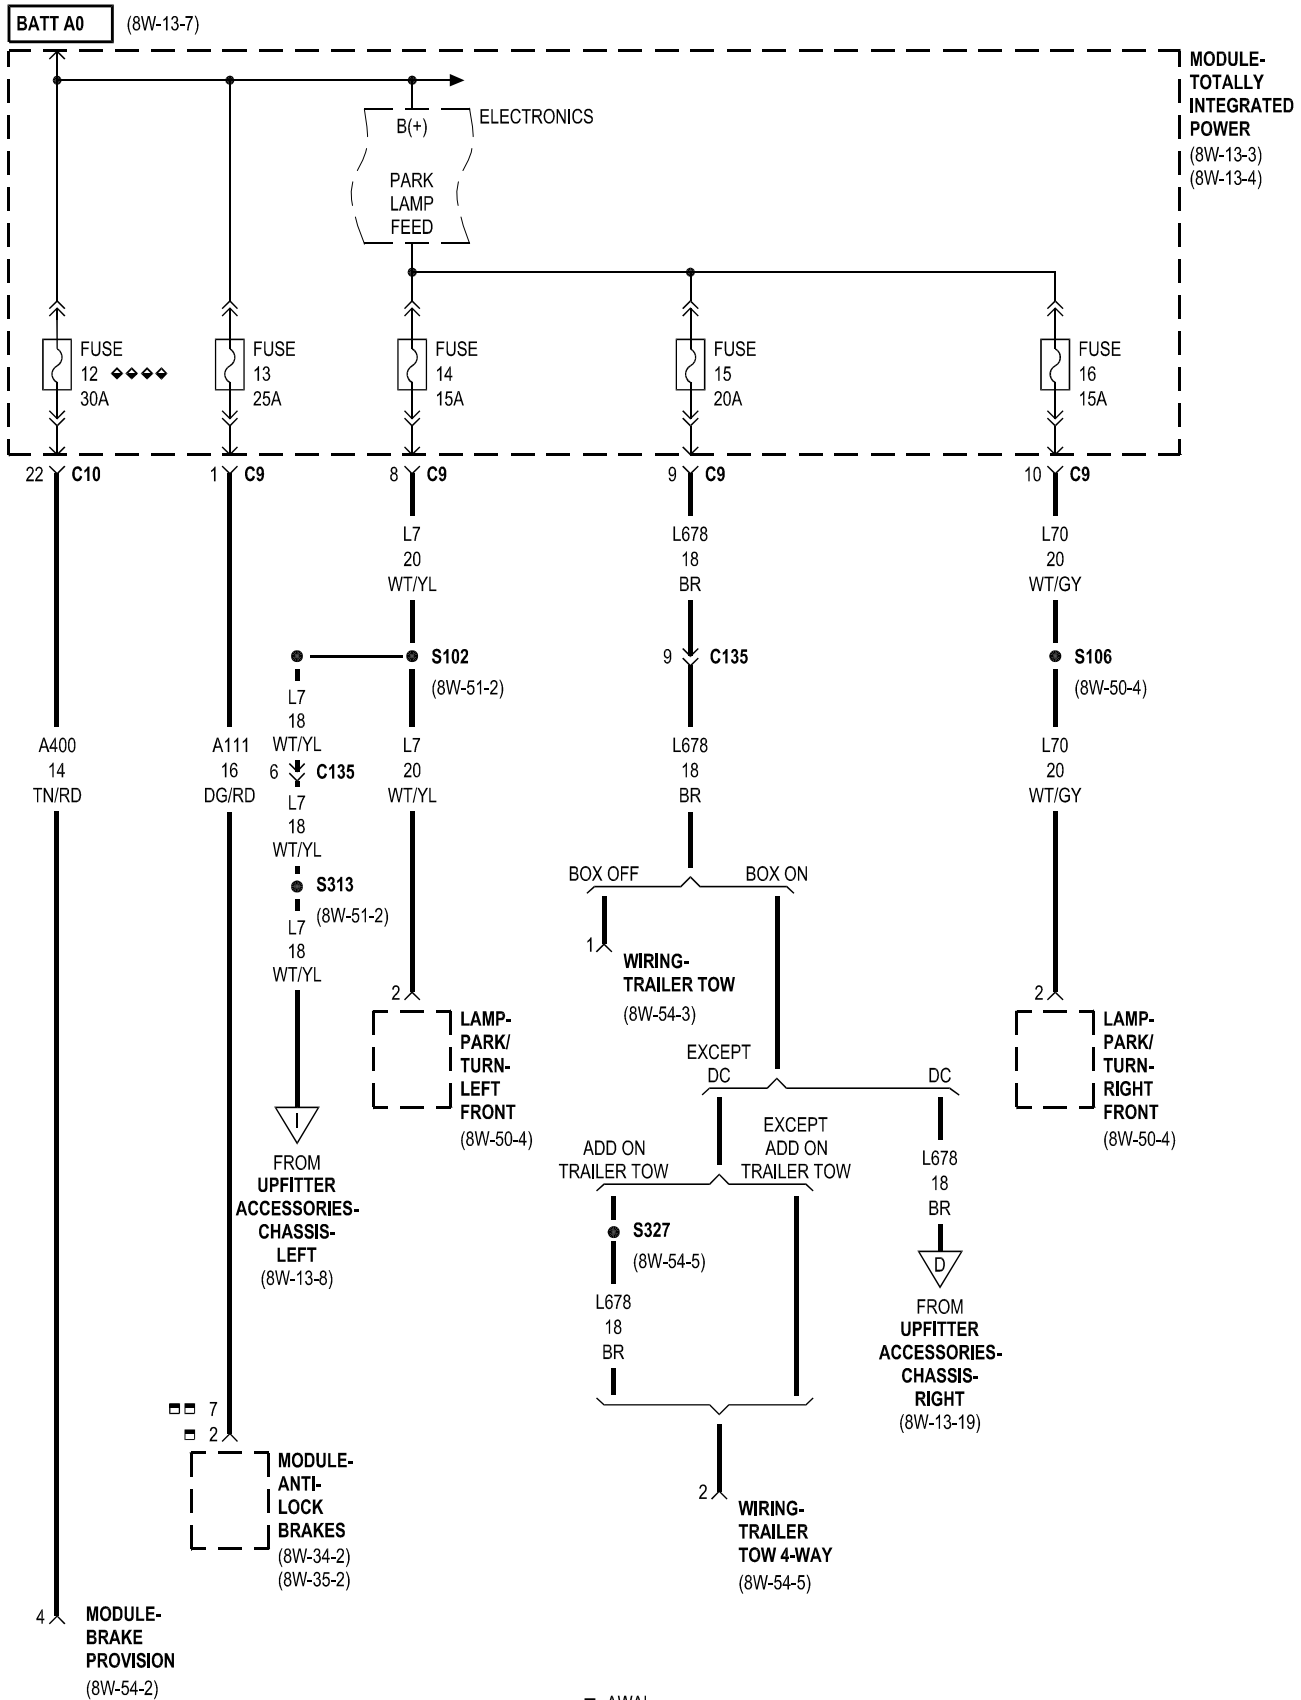 BATT A0 (8W-13-7)
MODULE-
TOTALLY
INTEGRATED
POWER
(8W-13-3)
(8W-13-4)
B(+)
ELECTRONICS
PARK
LAMP
FEED
FUSE
12
30A
FUSE
13
25A
FUSE
14
15A
FUSE
15
20A
FUSE
16
15A
22 C10
1 C9
8 C9
9 C9
10 C9
L7
20
WT/YL
L678
18
BR
L70
20
WT/GY
S102
(8W-51-2)
9 C135
S106
(8W-50-4)
L7
18
WT/YL
A400
14
TN/RD
A111
16
DG/RD
6 C135
L7
20
WT/YL
L678
18
BR
L70
20
WT/GY
L7
18
WT/YL
S313
(8W-51-2)
L7
18
WT/YL
BOX OFF
BOX ON
1
WIRING-
TRAILER TOW
(8W-54-3)
2
LAMP-
PARK/
TURN-
LEFT
FRONT
(8W-50-4)
2
LAMP-
PARK/
TURN-
RIGHT
FRONT
(8W-50-4)
EXCEPT
DC
DC
I
FROM
UPFITTER
ACCESSORIES-
CHASSIS-
LEFT
(8W-13-8)
ADD ON
TRAILER TOW
EXCEPT
ADD ON
TRAILER TOW
L678
18
BR
S327
(8W-54-5)
L678
18
BR
D
FROM
UPFITTER
ACCESSORIES-
CHASSIS-
RIGHT
(8W-13-19)
7
2
MODULE-
ANTI-
LOCK
BRAKES
(8W-34-2)
(8W-35-2)
2
WIRING-
TRAILER
TOW 4-WAY
(8W-54-5)
4
MODULE-
BRAKE
PROVISION
(8W-54-2)